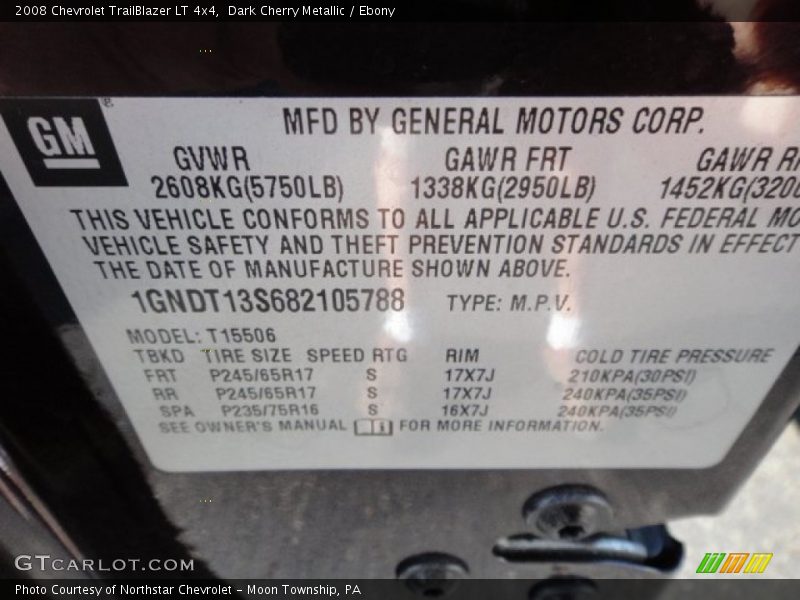 2008 Chevrolet TrailBlazer LT 4x4,  Dark Cherry Metallic / Ebony
GM
MFD BY GENERAL MOTORS CORP.
GVWR GAWR FRT GAWR
2608KG(5750LB) 1338KG(2950LB) 1452KG(320
THIS VEHICLE CONFORMS TO ALL APPLICABLE U.S. FEDERAL
VEHICLE SAFETY AND THEFT PREVENTION STANDARDS IN EFFECT
THE DATE OF MANUFACTURE SHOWN ABOVE.
1GNDT13S682105788 TYPE: M.P.V.
MODEL: T15506
TBKD TIRE SIZE SPEED RTG RIM COLD TIRE PRESSURE
FRT P245/65R17 S 17X7J 210KPA(30PSI)
RR P245/65R17 S 17X7J 240KPA(35PSI)
SPA P235/75R16 S 16X7J 240KPA(35PSI)
SEE OWNER'S MANUAL i FOR MORE INFORMATION.
GTCARLOT.COM
Photo Courtesy of Northstar Chevrolet – Moon Township, PA